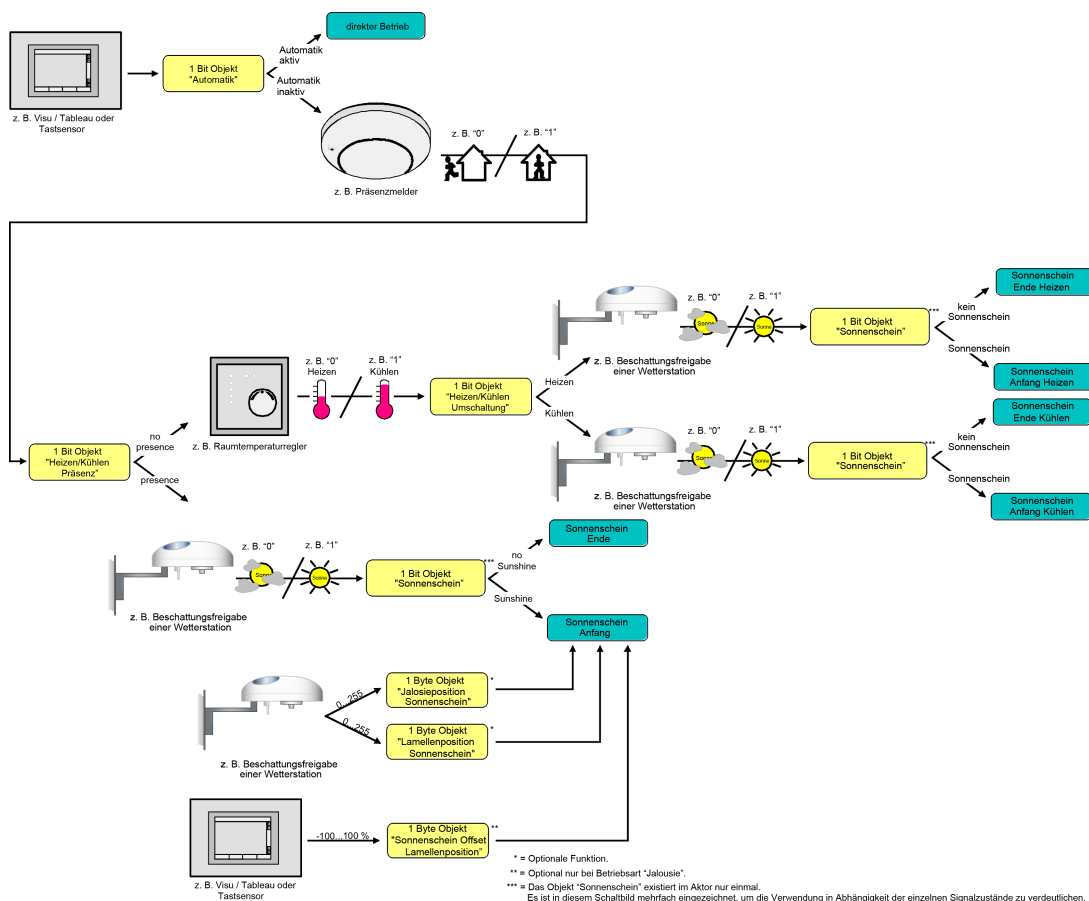 direkter Betrieb
Automatik
aktiv
1 Bit Objekt
"Automatik"
Automatik
inaktiv
z. B. Visu / Tableau oder
Tastsensor
z. B. "0"
z. B. "1"
z. B. Präsenzmelder
Sonnenschein
Ende Heizen
z. B. "0"
z. B. "1"
kein
Sonnenschein
Sonne
Sonne
1 Bit Objekt
"Sonnenschein"
***
Sonnenschein
z. B. Beschattungsfreigabe
einer Wetterstation
Sonnenschein
Anfang Heizen
z. B. "0"
Heizen
z. B. "1"
Kühlen
1 Bit Objekt
"Heizen/Kühlen
Umschaltung"
Heizen
Kühlen
z. B. Raumtemperaturregler
Sonnenschein
Ende Kühlen
z. B. "0"
z. B. "1"
kein
Sonnenschein
Sonne
Sonne
1 Bit Objekt
"Sonnenschein"
***
Sonnenschein
z. B. Beschattungsfreigabe
einer Wetterstation
Sonnenschein
Anfang Kühlen
no
presence
1 Bit Objekt
"Heizen/Kühlen
Präsenz"
presence
Sonnenschein
Ende
z. B. "0"
z. B. "1"
no
Sunshine
Sonne
Sonne
1 Bit Objekt
"Sonnenschein"
***
Sunshine
z. B. Beschattungsfreigabe
einer Wetterstation
Sonnenschein
Anfang
0...255
1 Byte Objekt
"Jalosieposition
Sonnenschein"
*
0...255
1 Byte Objekt
"Lamellenposition
Sonnenschein"
*
z. B. Beschattungsfreigabe
einer Wetterstation
-100...100 %
1 Byte Objekt
"Sonnenschein Offset
Lamellenposition"
**
z. B. Visu / Tableau oder
Tastsensor
* = Optionale Funktion.
** = Optional nur bei Betriebsart "Jalousie".
*** = Das Objekt "Sonnenschein" existiert im Aktor nur einmal.
Es ist in diesem Schaltbild mehrfach eingezeichnet, um die Verwendung in Abhängigkeit der einzelnen Signalzustände zu verdeutlichen.